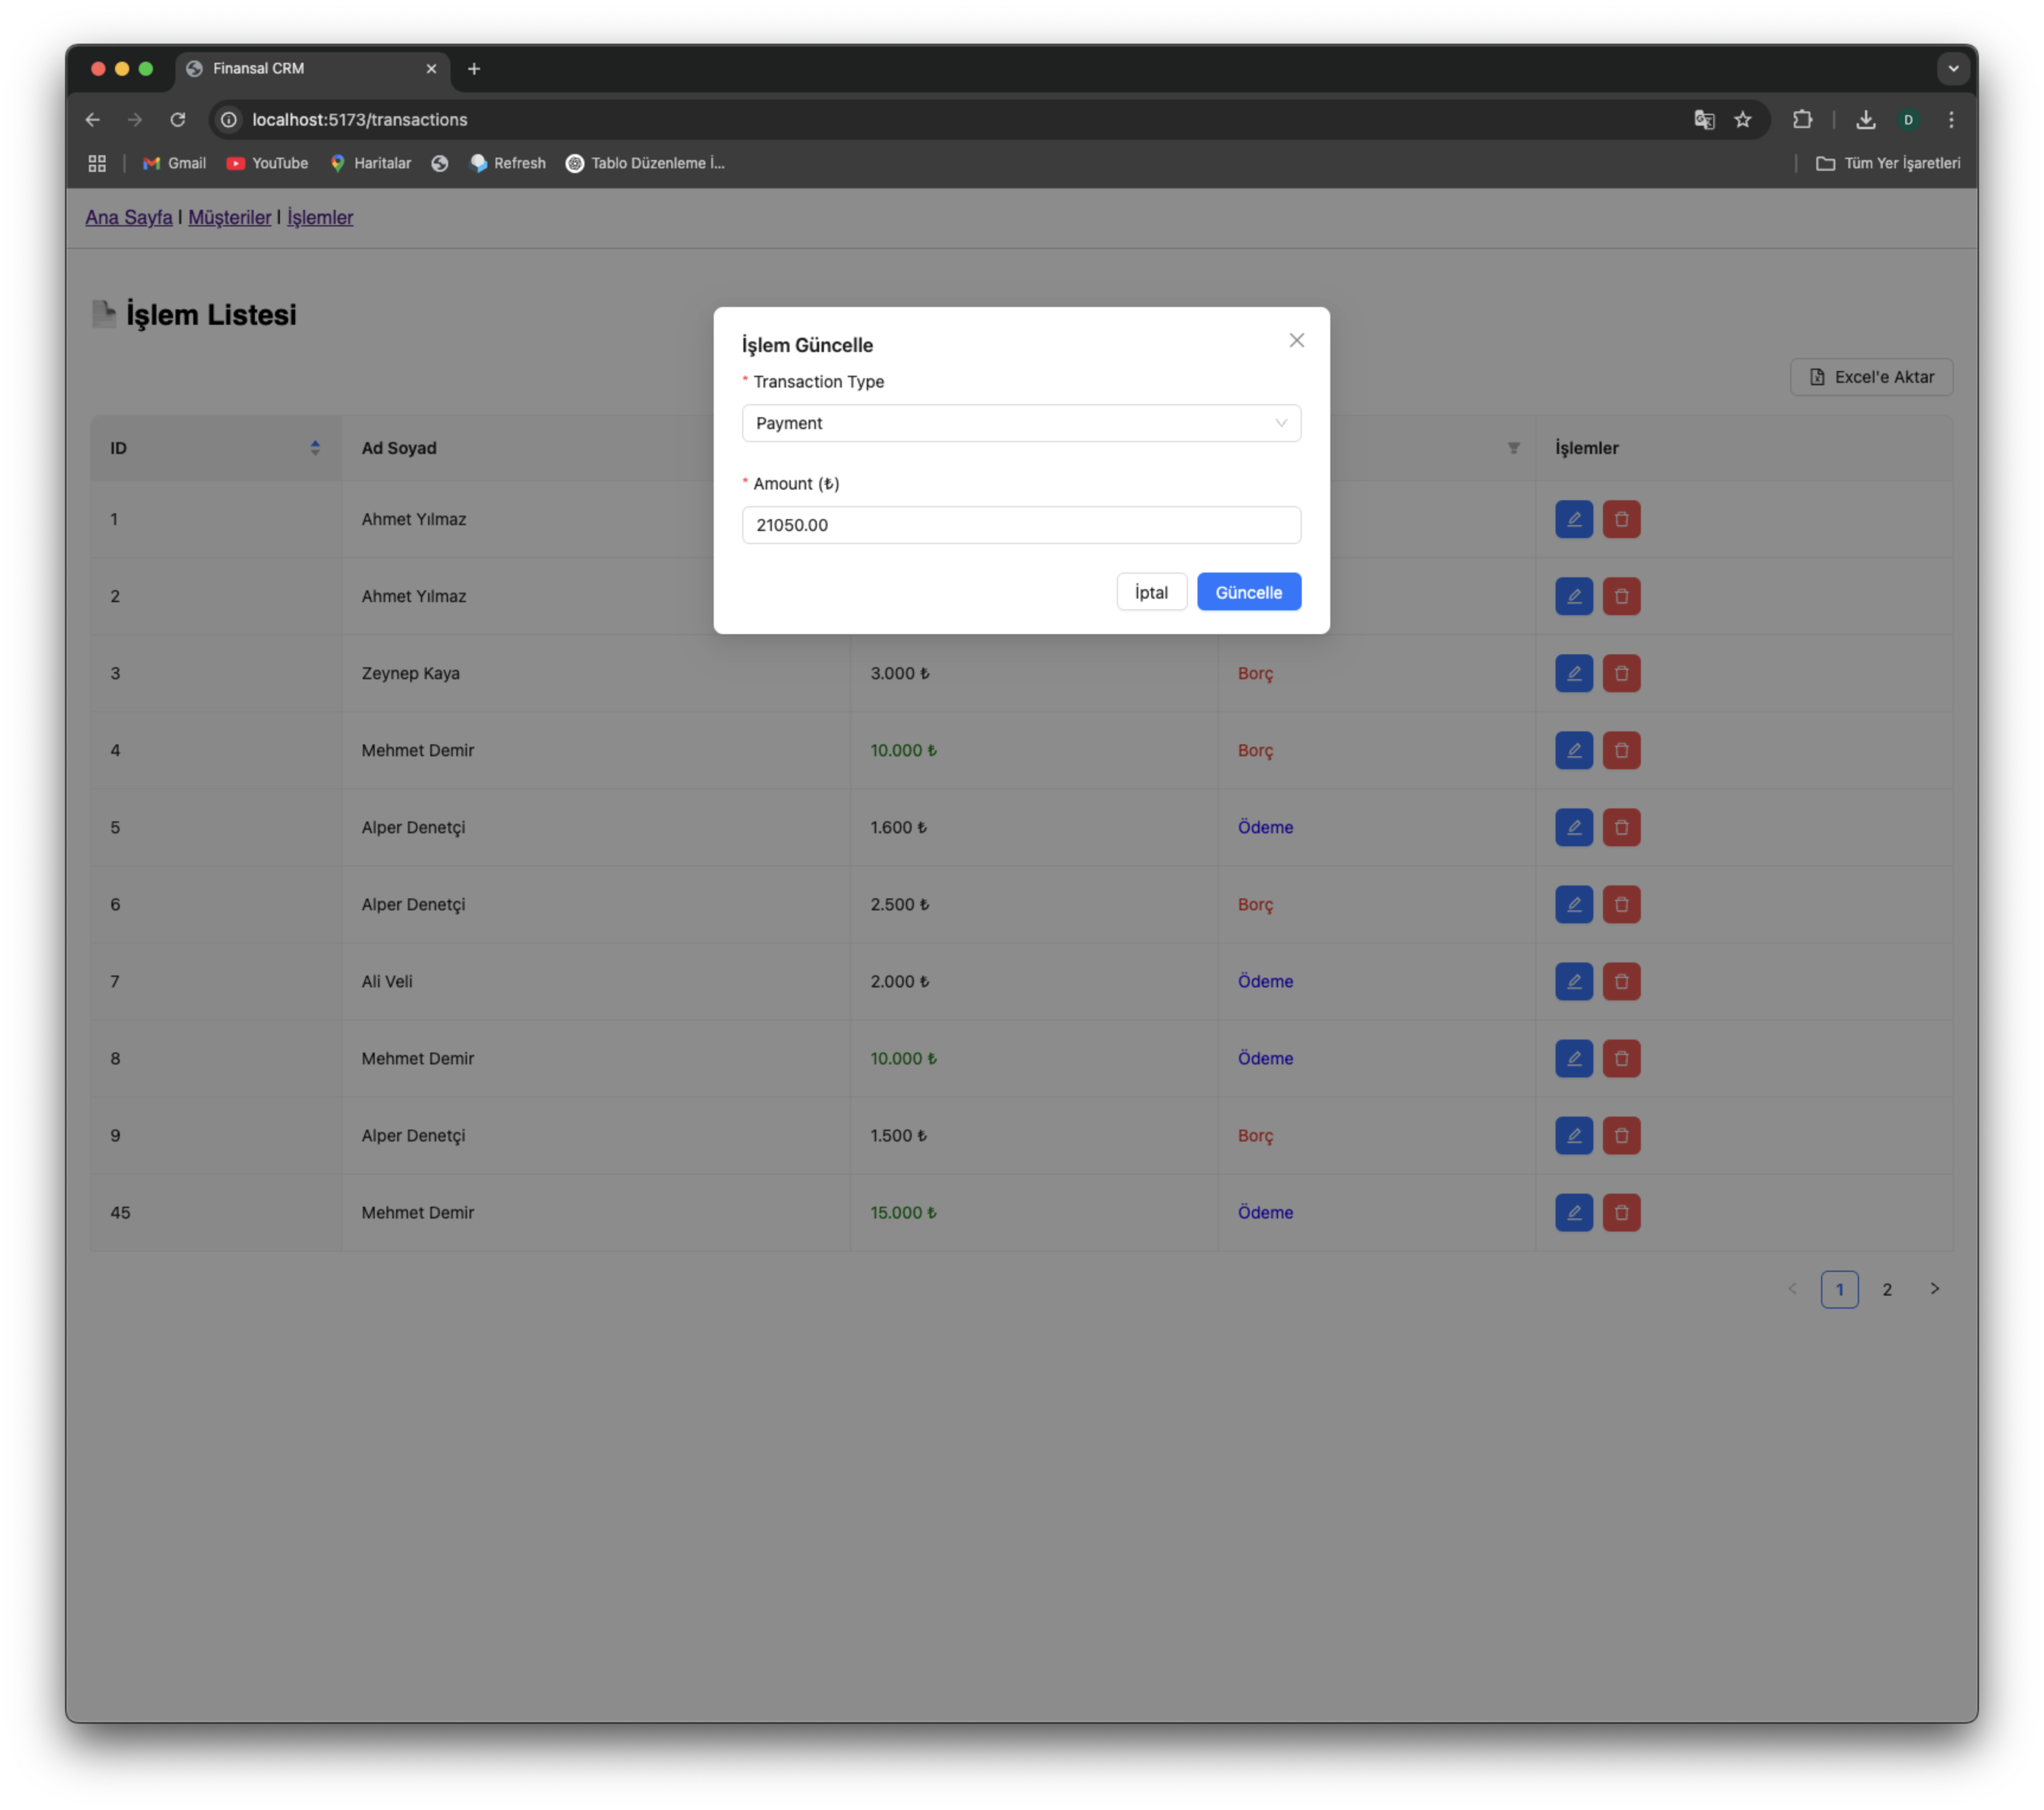 Finansal CRM
localhost:5173/transactions
D
Gmail YouTube Haritalar Refresh Tablo Düzenleme İ... Tüm Yer İşaretleri
Ana Sayfa | Müşteriler | İşlemler
İşlem Listesi
Excel'e Aktar
İşlem Güncelle
* Transaction Type
Payment
* Amount (₺)
21050.00
İptal Güncelle
ID Ad Soyad İşlemler
1 Ahmet Yılmaz
2 Ahmet Yılmaz
3 Zeynep Kaya 3.000 ₺ Borç
4 Mehmet Demir 10.000 ₺ Borç
5 Alper Denetçi 1.600 ₺ Ödeme
6 Alper Denetçi 2.500 ₺ Borç
7 Ali Veli 2.000 ₺ Ödeme
8 Mehmet Demir 10.000 ₺ Ödeme
9 Alper Denetçi 1.500 ₺ Borç
45 Mehmet Demir 15.000 ₺ Ödeme
< 1 2 >